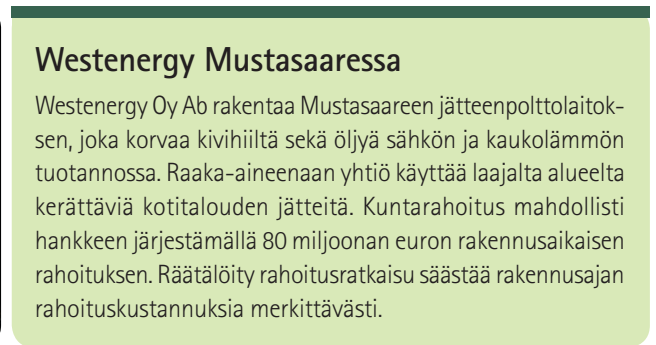 Westenergy Mustasaaressa
Westenergy Oy Ab rakentaa Mustasaareen jätteenpolttolaitok-
sen, joka korvaa kivihiiltä sekä öljyä sähkön ja kaukolämmön
tuotannossa. Raaka-aineenaan yhtiö käyttää laajalta alueelta
kerättäviä kotitalouden jätteitä. Kuntarahoitus mahdollisti
hankkeen järjestämällä 80 miljoonan euron rakennusaikaisen
rahoituksen. Räätälöity rahoitusratkaisu säästää rakennusajan
rahoituskustannuksia merkittävästi.